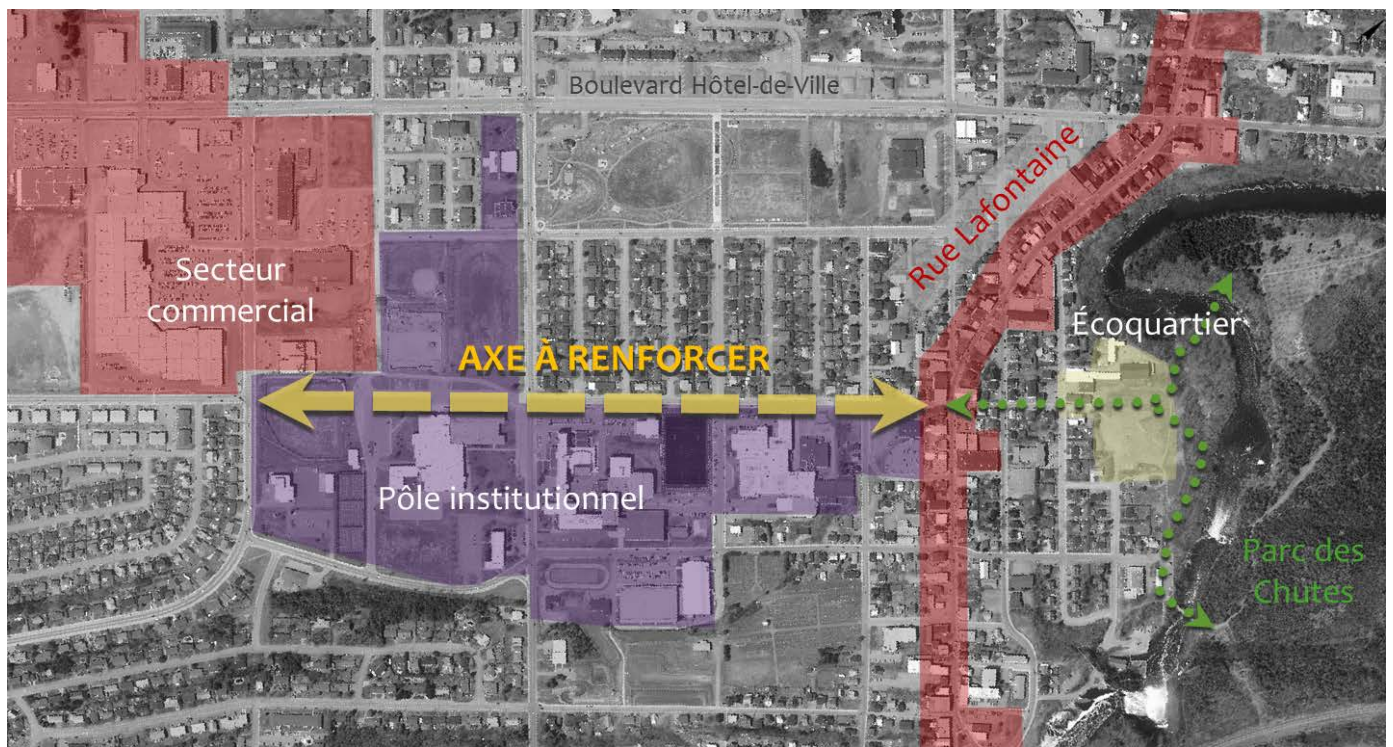 Boulevard Hôtel-de-Ville
Rue Lafontaine
Secteur
commercial
Écoquartier
AXE À RENFORCER
Pôle institutionnel
Parc des
Chutes